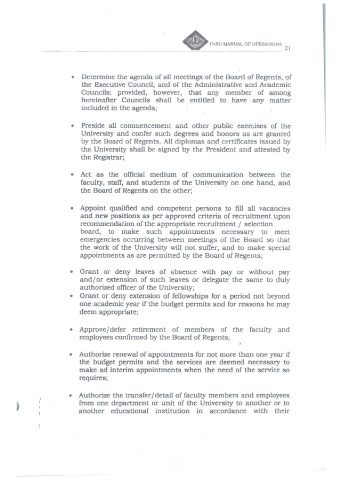 CvSU MANUAL OF OPERATIONS
21
• Determine the agenda of all meetings of the Board of Regents, of
the Executive Council, and of the Administrative and Academic
Councils; provided, however, that any member of among
hereinafter Councils shall be entitled to have any matter
included in the agenda;
• Preside all commencement and other public exercises of the
University and confer such degrees and honors as are granted
by the Board of Regents. All diplomas and certificates issued by
the University shall be signed by the President and attested by
the Registrar;
• Act as the official medium of communication between the
faculty, staff, and students of the University on one hand, and
the Board of Regents on the other;
• Appoint qualified and competent persons to fill all vacancies
and new positions as per approved criteria of recruitment upon
recommendation of the appropriate recruitment / selection
board, to make such appointments necessary to meet
emergencies occurring between meetings of the Board so that
the work of the University will not suffer, and to make special
appointments as are permitted by the Board of Regents;
• Grant or deny leaves of absence with pay or without pay
and/or extension of such leaves or delegate the same to duly
authorized officer of the University;
• Grant or deny extension of fellowships for a period not beyond
one academic year if the budget permits and for reasons he may
deem appropriate;
• Approve/defer retirement of members of the faculty and
employees confirmed by the Board of Regents;
• Authorize renewal of appointments for not more than one year if
the budget permits and the services are deemed necessary to
make ad interim appointments when the need of the service so
requires;
• Authorize the transfer/detail of faculty members and employees
from one department or unit of the University to another or to
another educational institution in accordance with their